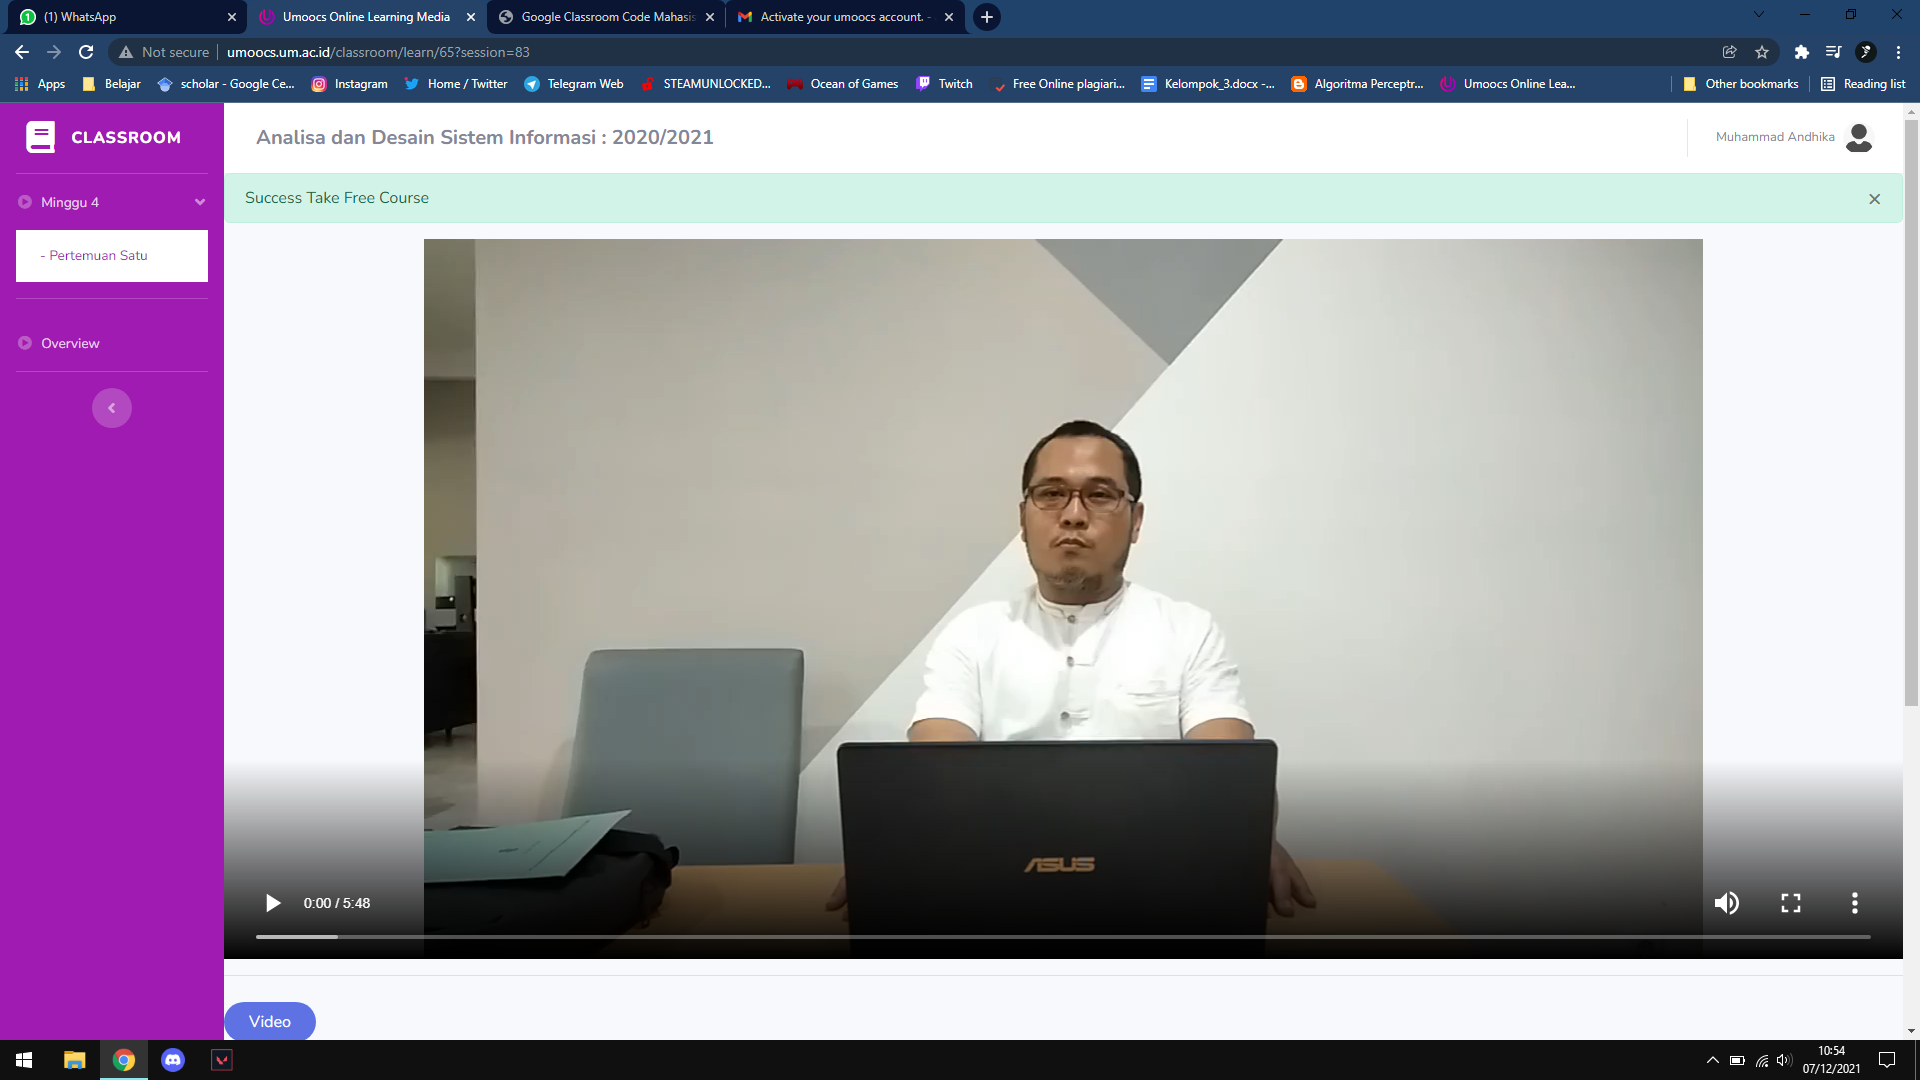 (1) WhatsApp
Umoocs Online Learning Media
Google Classroom Code Mahasis
Activate your umoocs account. -
Not secure
umoocs.um.ac.id/classroom/learn/65?session=83
Apps
Belajar
scholar - Google Ce...
Instagram
Home / Twitter
Telegram Web
STEAMUNLOCKED...
Ocean of Games
Twitch
Free Online plagiari...
Kelompok_3.docx -...
Algoritma Perceptr...
Umoocs Online Lea...
Other bookmarks
Reading list
CLASSROOM
Analisa dan Desain Sistem Informasi : 2020/2021
Muhammad Andhika
Success Take Free Course
Minggu 4
- Pertemuan Satu
Overview
ASUS
0:00 / 5:48
Video
10:54
07/12/2021